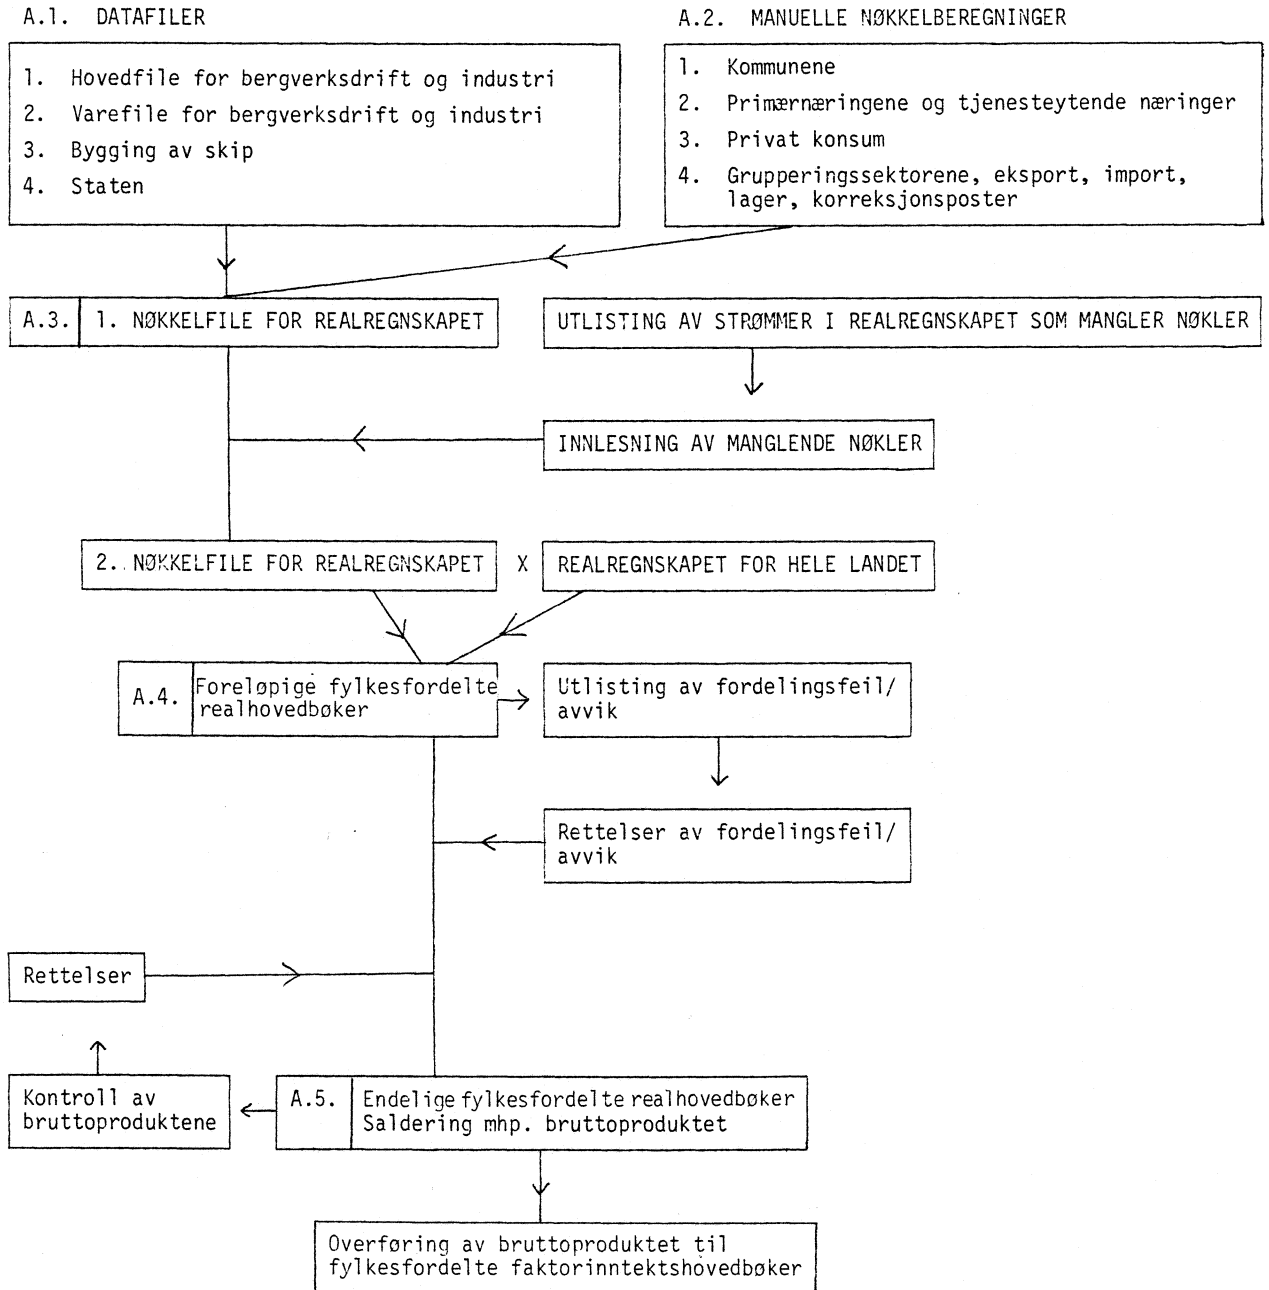 A.1. DATAFILER
1. Hovedfile for bergverksdrift og industri
2. Varefile for bergverksdrift og industri
3. Bygging av skip
4. Staten
A.2. MANUELLE NØKKELBEREGNINGER
1. Kommunene
2. Primærnæringene og tjenesteytende næringer
3. Privat konsum
4. Grupperingssektorene, eksport, import,
lager, korreksjonsposter
A.3. 1. NØKKELFILE FOR REALREGNSKAPET
UTLISTING AV STRØMMER I REALREGNSKAPET SOM MANGLER NØKLER
INNLESNING AV MANGLENDE NØKLER
2. NØKKELFILE FOR REALREGNSKAPET X REALREGNSKAPET FOR HELE LANDET
A.4. Foreløpige fylkesfordelte
realhovedbøker
Utlisting av fordelingsfeil/
avvik
Rettelser av fordelingsfeil/
avvik
Rettelser
Kontroll av
bruttoproduktene
A.5. Endelige fylkesfordelte realhovedbøker
Saldering mhp. bruttoproduktet
Overføring av bruttoproduktet til
fylkesfordelte faktorinntektshovedbøker